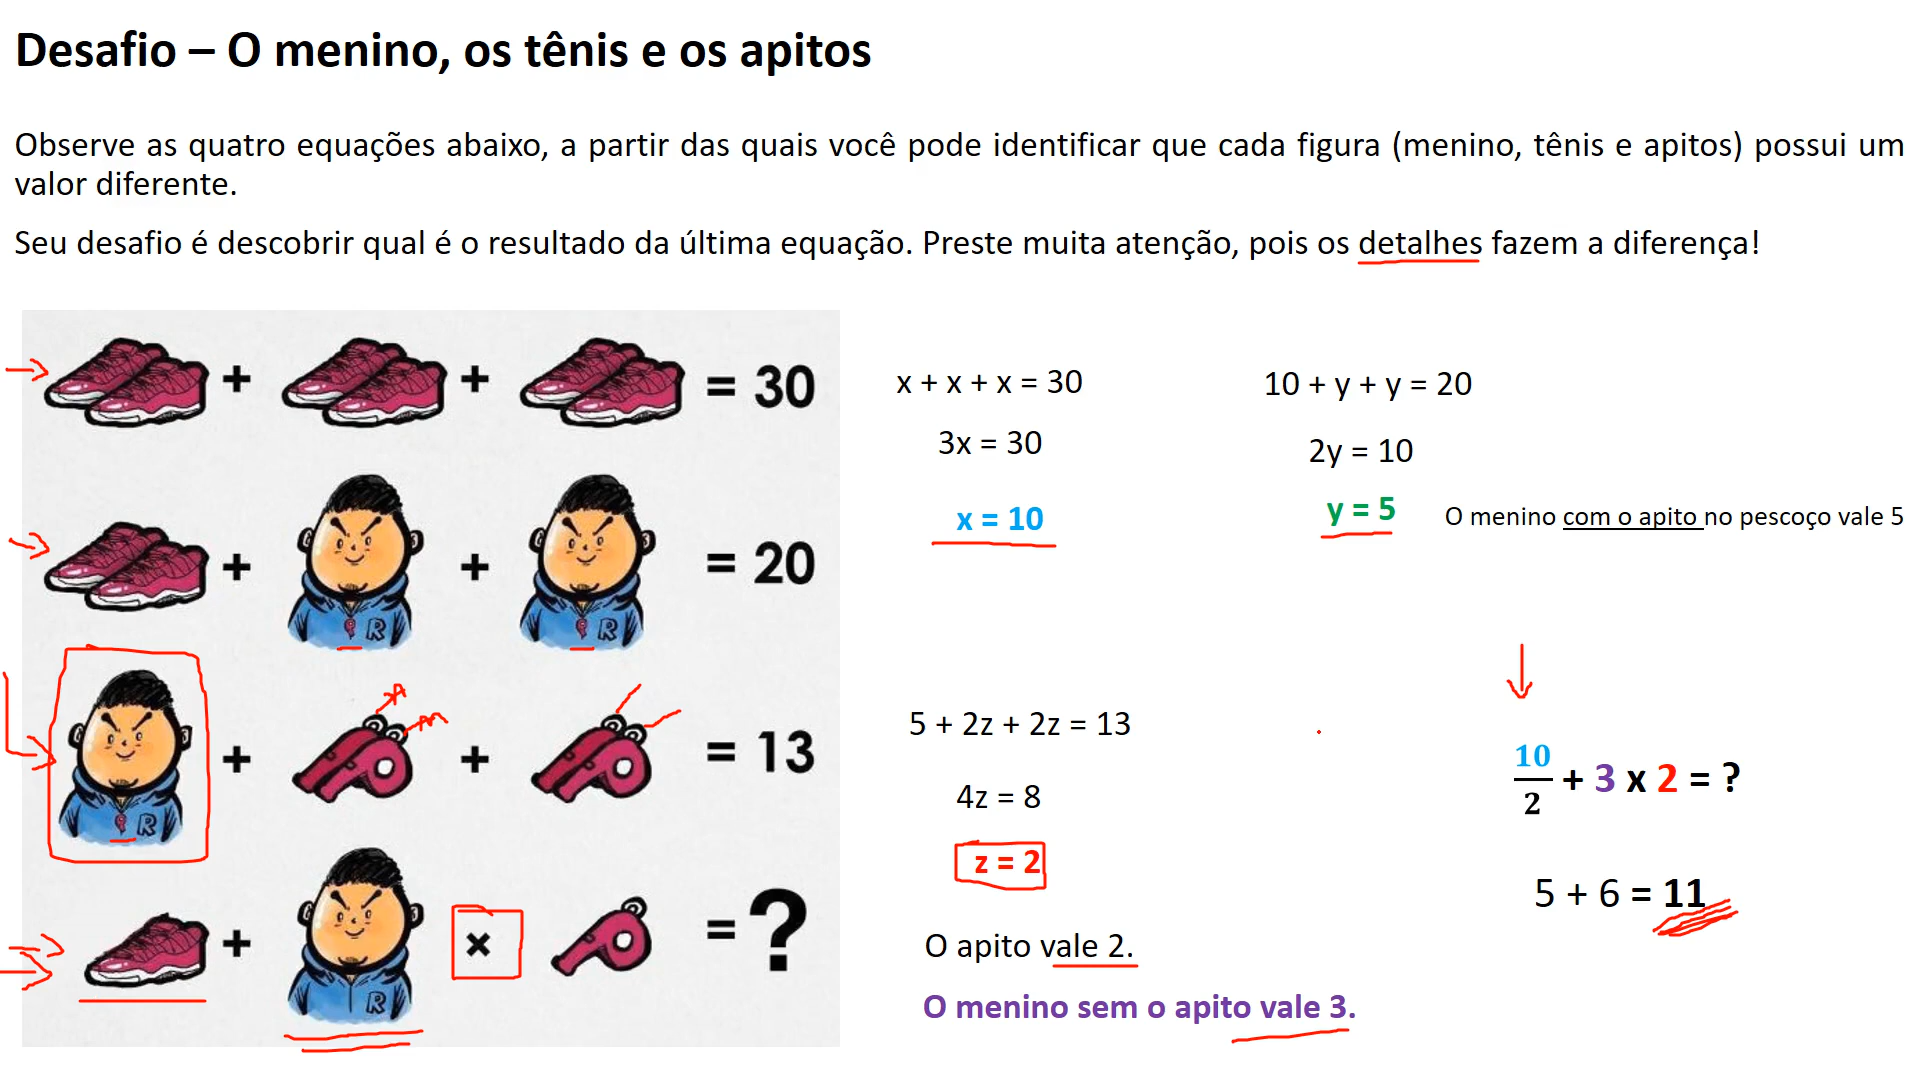 Desafio – O menino, os tênis e os apitos
Observe as quatro equações abaixo, a partir das quais você pode identificar que cada figura (menino, tênis e apitos) possui um
valor diferente.
Seu desafio é descobrir qual é o resultado da última equação. Preste muita atenção, pois os detalhes fazem a diferença!
+ + = 30
+ + = 20
R R
+ + = 13
R
+ × = ?
R
x + x + x = 30
3x = 30
x = 10
10 + y + y = 20
2y = 10
y = 5
O menino com o apito no pescoço vale 5
5 + 2z + 2z = 13
4z = 8
z = 2
O apito vale 2.
O menino sem o apito vale 3.
10/2 + 3 x 2 = ?
5 + 6 = 11